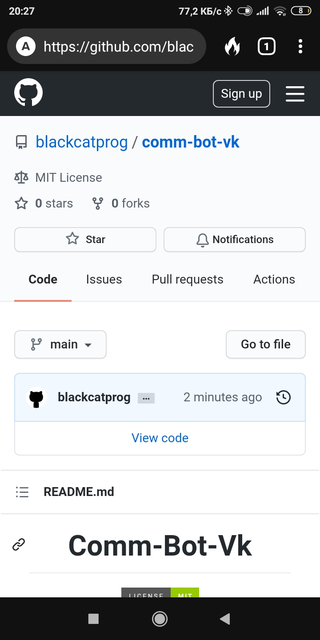 20:27 77,2 КБ/с 8
A https://github.com/blac 1
Sign up
blackcatprog / comm-bot-vk
MIT License
0 stars 0 forks
Star Notifications
Code Issues Pull requests Actions
main Go to file
blackcatprog ... 2 minutes ago
View code
README.md
Comm-Bot-Vk
LICENSE MIT